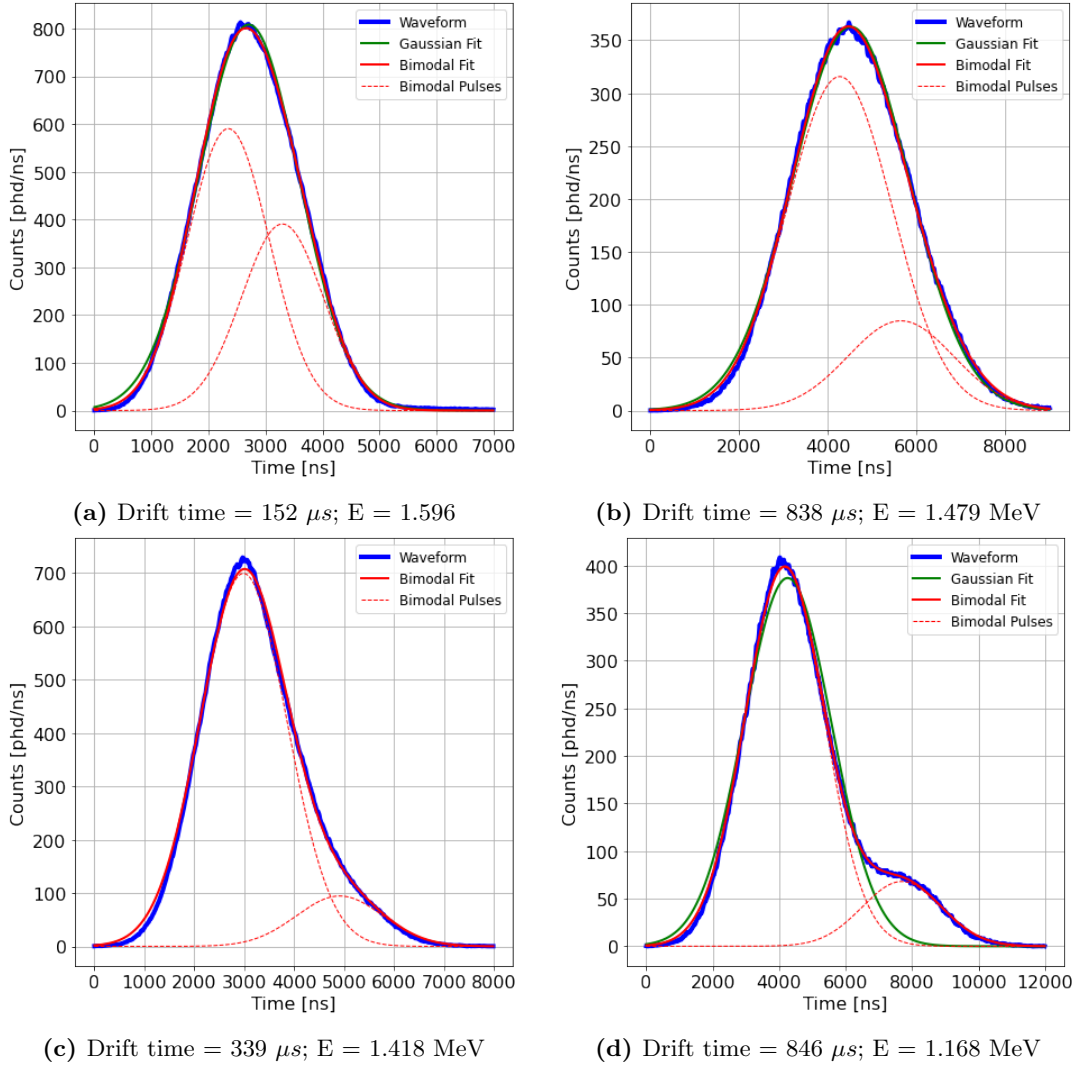 Counts [phd/ns]
800
700
600
500
400
300
200
100
0
0 1000 2000 3000 4000 5000 6000 7000
Time [ns]
Waveform
Gaussian Fit
Bimodal Fit
Bimodal Pulses
(a) Drift time = 152 μs; E = 1.596
Counts [phd/ns]
350
300
250
200
150
100
50
0
0 2000 4000 6000 8000
Time [ns]
Waveform
Gaussian Fit
Bimodal Fit
Bimodal Pulses
(b) Drift time = 838 μs; E = 1.479 MeV
Counts [phd/ns]
700
600
500
400
300
200
100
0
0 1000 2000 3000 4000 5000 6000 7000 8000
Time [ns]
Waveform
Bimodal Fit
Bimodal Pulses
(c) Drift time = 339 μs; E = 1.418 MeV
Counts [phd/ns]
400
350
300
250
200
150
100
50
0
0 2000 4000 6000 8000 10000 12000
Time [ns]
Waveform
Gaussian Fit
Bimodal Fit
Bimodal Pulses
(d) Drift time = 846 μs; E = 1.168 MeV